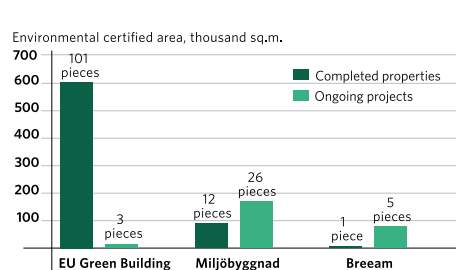 Environmental certified area, thousand sq.m.
700
600
500
400
300
200
100
101
pieces
3
pieces
12
pieces
26
pieces
1
piece
5
pieces
Completed properties
Ongoing projects
EU Green Building
Miljöbyggnad
Breeam